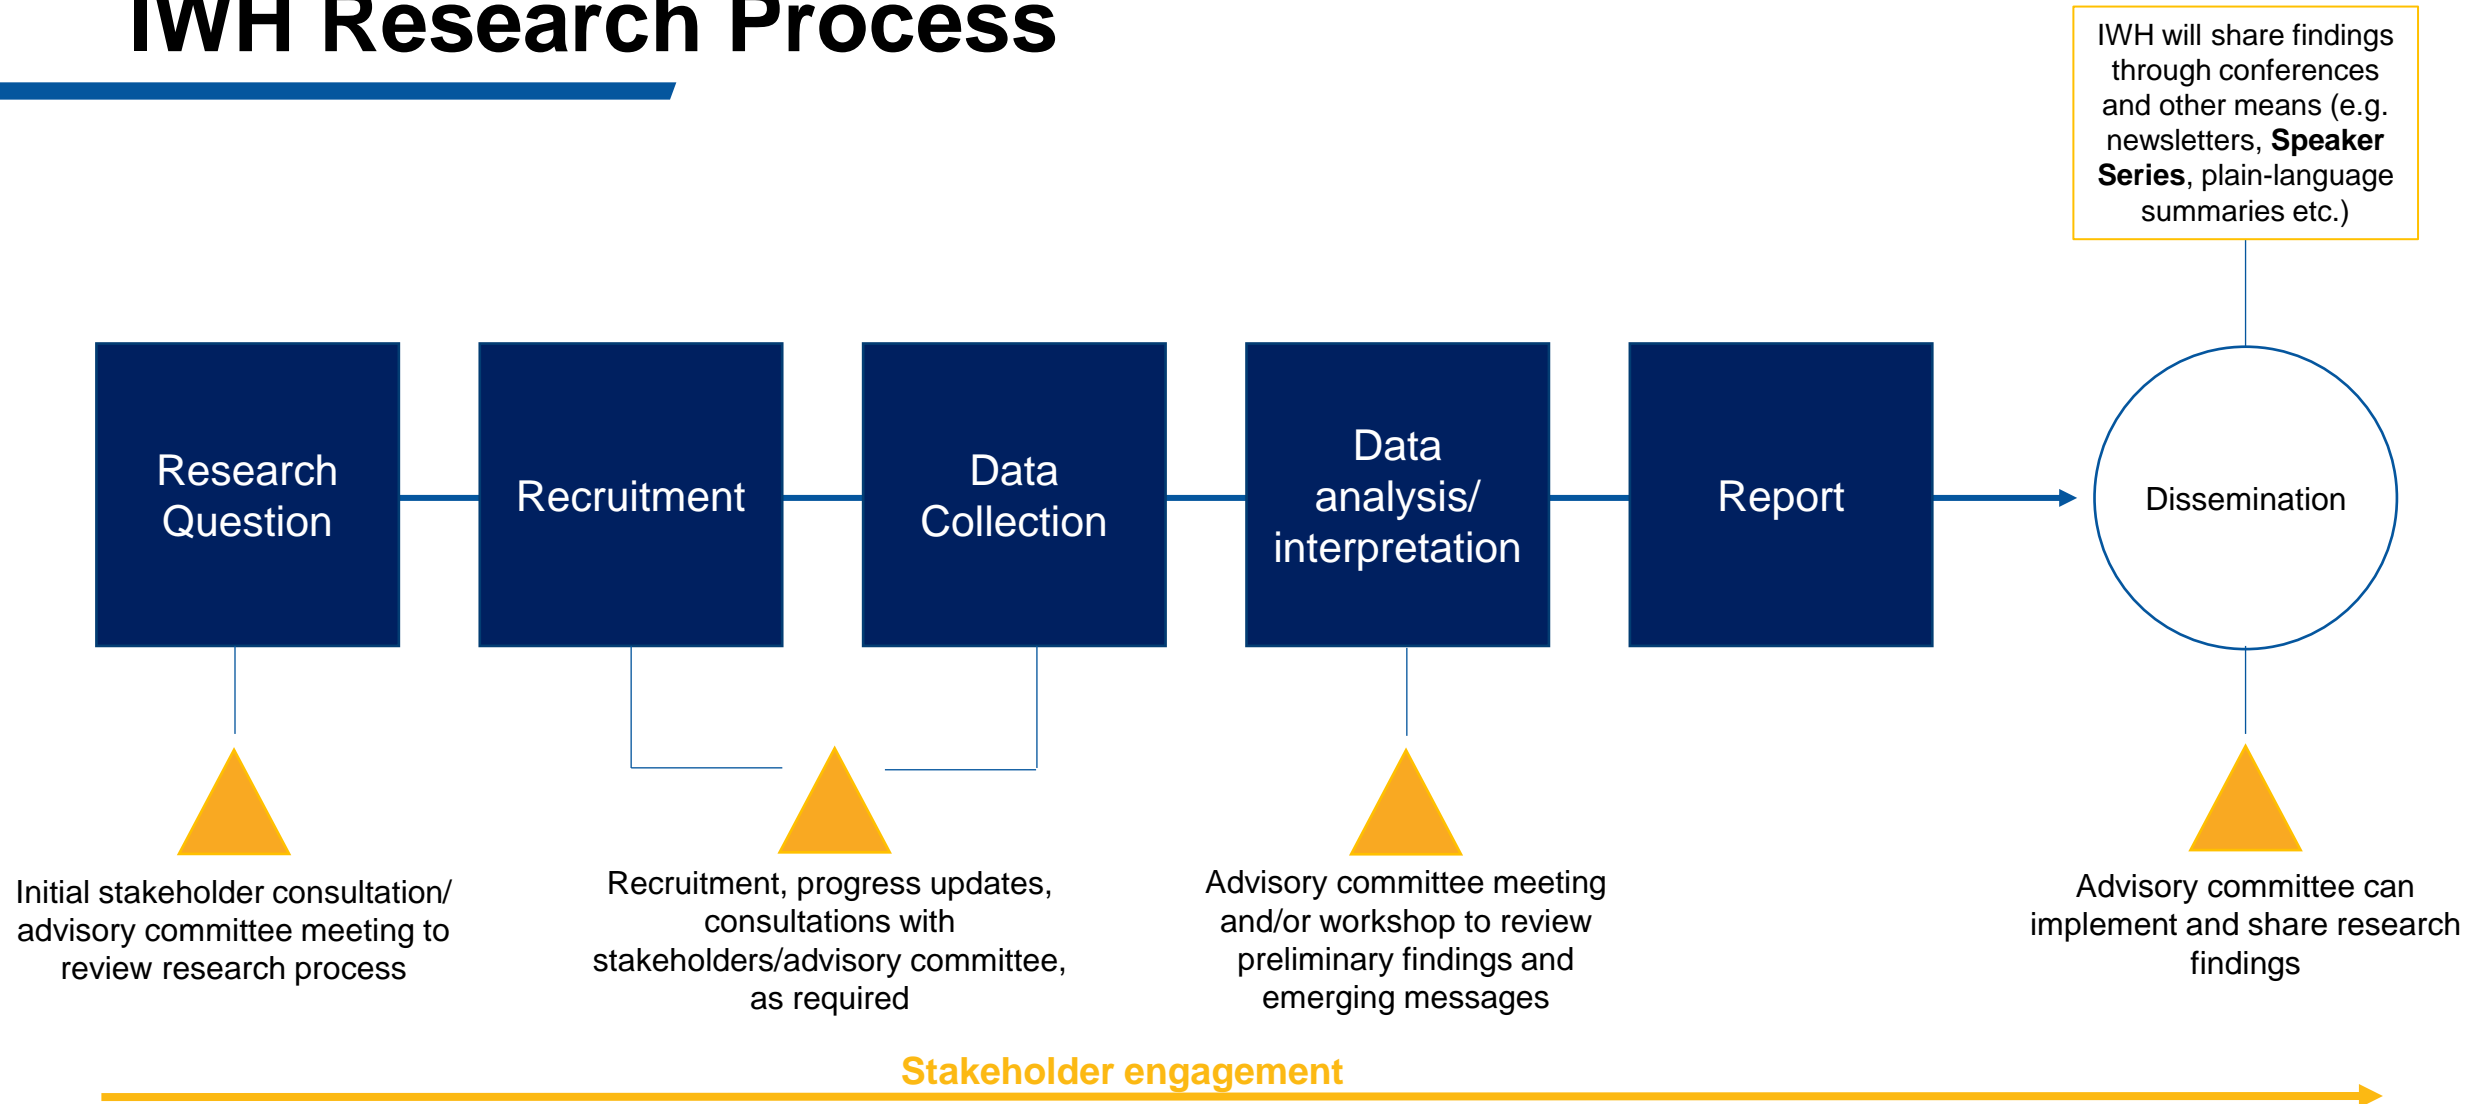 IWH Research Process
IWH will share findings
through conferences
and other means (e.g.
newsletters, Speaker
Series, plain-language
summaries etc.)
Research
Question
Recruitment
Data
Collection
Data
analysis/
interpretation
Report
Dissemination
Initial stakeholder consultation/
advisory committee meeting to
review research process
Recruitment, progress updates,
consultations with
stakeholders/advisory committee,
as required
Advisory committee meeting
and/or workshop to review
preliminary findings and
emerging messages
Advisory committee can
implement and share research
findings
Stakeholder engagement